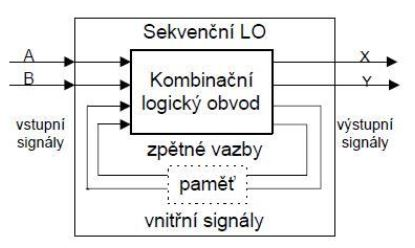 Sekvenční LO
A
X
B
Y
Kombinační
logický obvod
vstupní
signály
výstupní
signály
zpětné vazby
paměť
vnitřní signály